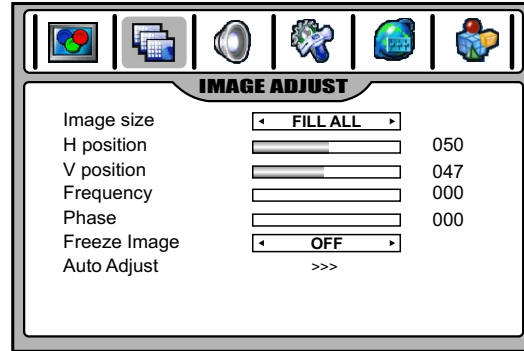 IMAGE ADJUST
Image size ◂ FILL ALL ▸
H position 050
V position 047
Frequency 000
Phase 000
Freeze Image ◂ OFF ▸
Auto Adjust >>>